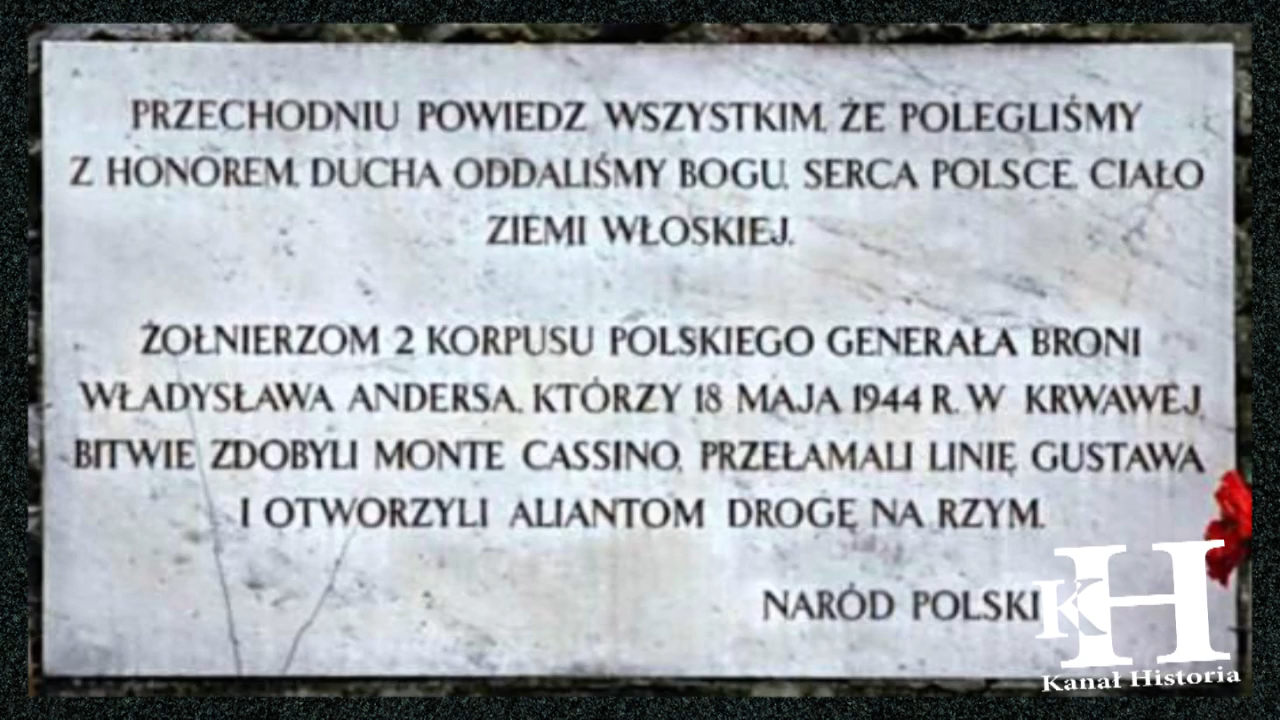 PRZECHODNIU POWIEDZ WSZYSTKIM, ŻE POLEGLIŚMY
Z HONOREM. DUCHA ODDALIŚMY BOGU, SERCA POLSCE, CIAŁO
ZIEMI WŁOSKIEJ.
ŻOŁNIERZOM 2 KORPUSU POLSKIEGO GENERAŁA BRONI
WŁADYSŁAWA ANDERSA, KTÓRZY 18 MAJA 1944 R. W KRWAWEJ
BITWIE ZDOBYLI MONTE CASSINO, PRZEŁAMALI LINIĘ GUSTAWA
I OTWORZYLI ALIANTOM DROGĘ NA RZYM.
NARÓD POLSKI
KH
Kanał Historia